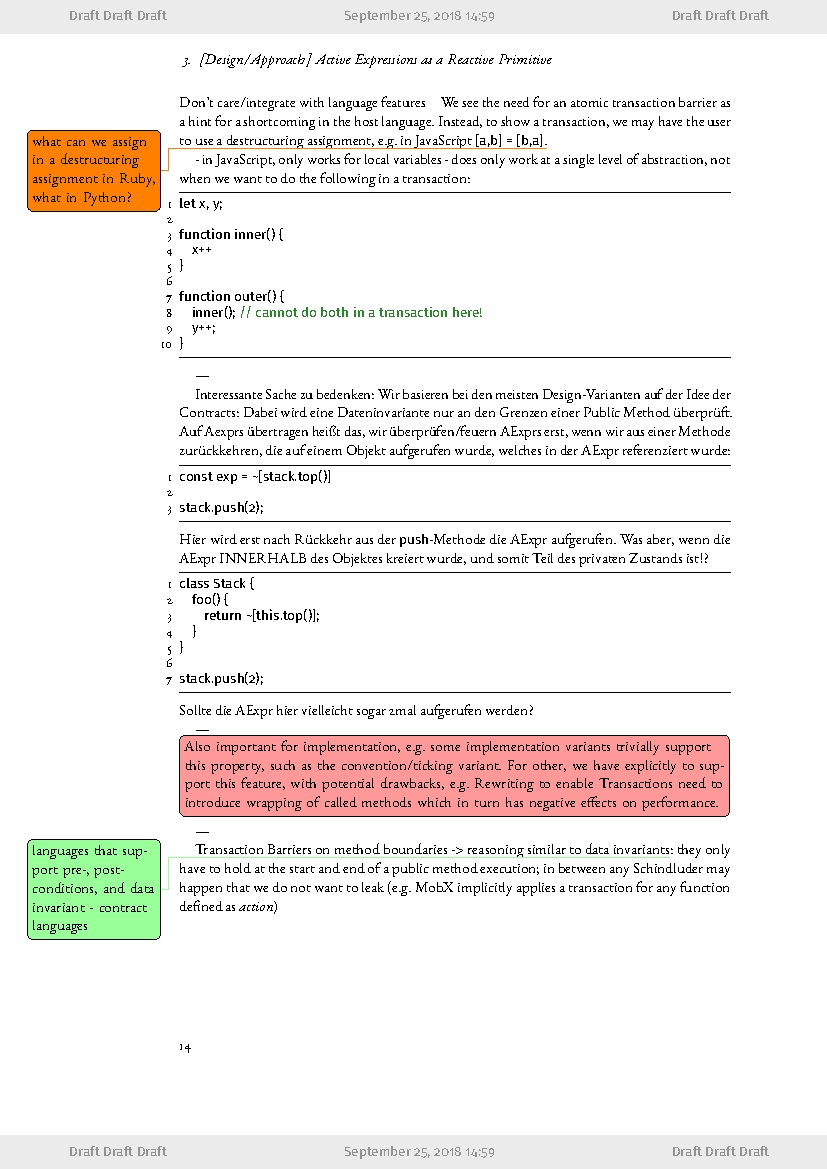 Draft Draft Draft September 25, 2018 14:59 Draft Draft Draft
3. [Design/Approach] Active Expressions as a Reactive Primitive
Don't care/integrate with language features We see the need for an atomic transaction barrier as
a hint for a shortcoming in the host language. Instead, to show a transaction, we may have the user
to use a destructuring assignment, e.g. in JavaScript [a,b] = [b,a].
- in JavaScript, only works for local variables - does only work at a single level of abstraction, not
when we want to do the following in a transaction:
what can we assign
in a destructuring
assignment in Ruby,
what in Python?
1 let x, y;
2
3 function inner() {
4 x++
5 }
6
7 function outer() {
8 inner(); // cannot do both in a transaction here!
9 y++;
10 }
—
Interessante Sache zu bedenken: Wir basieren bei den meisten Design-Varianten auf der Idee der
Contracts: Dabei wird eine Dateninvariante nur an den Grenzen einer Public Method überprüft.
Auf Aexprs übertragen heißt das, wir überprüfen/feuern AExprs erst, wenn wir aus einer Methode
zurückkehren, die auf einem Objekt aufgerufen wurde, welches in der AExpr referenziert wurde:
1 const exp = ~[stack.top()]
2
3 stack.push(2);
Hier wird erst nach Rückkehr aus der push-Methode die AExpr aufgerufen. Was aber, wenn die
AExpr INNERHALB des Objektes kreiert wurde, und somit Teil des privaten Zustands ist!?
1 class Stack {
2 foo() {
3 return ~[this.top()];
4 }
5 }
6
7 stack.push(2);
Sollte die AExpr hier vielleicht sogar 2mal aufgerufen werden?
—
Also important for implementation, e.g. some implementation variants trivially support
this property, such as the convention/ticking variant. For other, we have explicitly to sup-
port this feature, with potential drawbacks, e.g. Rewriting to enable Transactions need to
introduce wrapping of called methods which in turn has negative effects on performance.
—
Transaction Barriers on method boundaries -> reasoning similar to data invariants: they only
have to hold at the start and end of a public method execution; in between any Schindluder may
happen that we do not want to leak (e.g. MobX implicitly applies a transaction for any function
defined as action)
languages that sup-
port pre-, post-
conditions, and data
invariant - contract
languages
14
Draft Draft Draft September 25, 2018 14:59 Draft Draft Draft